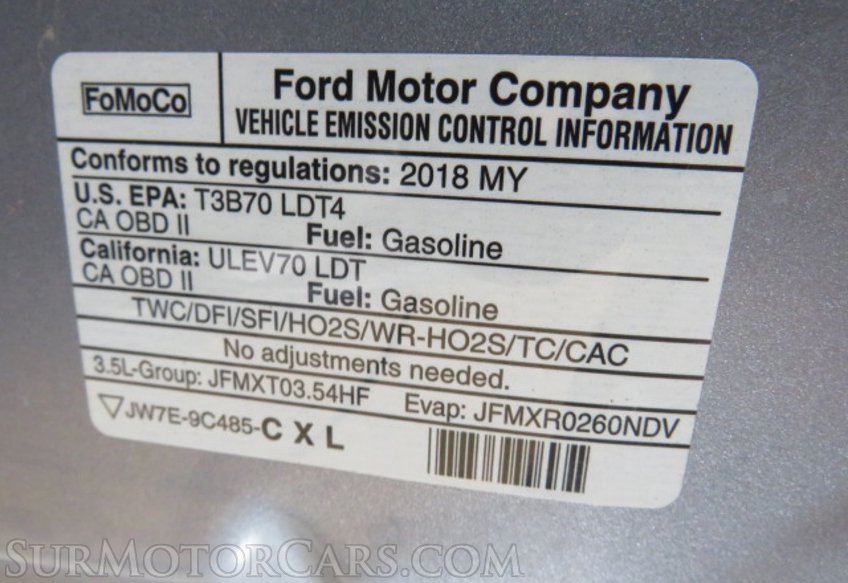 FoMoCo
Ford Motor Company
VEHICLE EMISSION CONTROL INFORMATION
Conforms to regulations: 2018 MY
U.S. EPA: T3B70 LDT4
CA OBD II Fuel: Gasoline
California: ULEV70 LDT
CA OBD II Fuel: Gasoline
TWC/DFI/SFI/HO2S/WR-HO2S/TC/CAC
No adjustments needed.
3.5L-Group: JFMXT03.54HF Evap: JFMXR0260NDV
JW7E-9C485-C X L
SurMotorCars.com